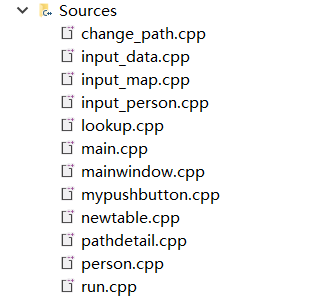 Sources
change_path.cpp
input_data.cpp
input_map.cpp
input_person.cpp
lookup.cpp
main.cpp
mainwindow.cpp
mypushbutton.cpp
newtable.cpp
pathdetail.cpp
person.cpp
run.cpp